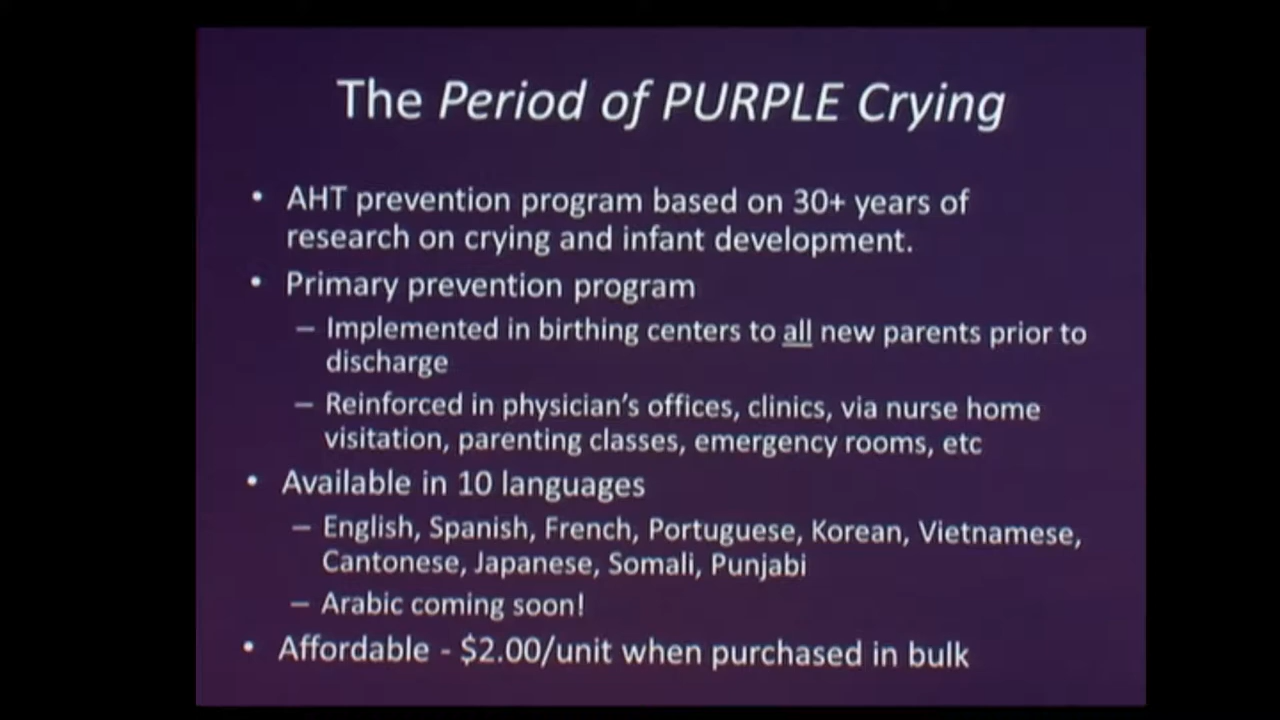 The Period of PURPLE Crying
• AHT prevention program based on 30+ years of
research on crying and infant development.
• Primary prevention program
– Implemented in birthing centers to all new parents prior to
discharge
– Reinforced in physician's offices, clinics, via nurse home
visitation, parenting classes, emergency rooms, etc
• Available in 10 languages
– English, Spanish, French, Portuguese, Korean, Vietnamese,
Cantonese, Japanese, Somali, Punjabi
– Arabic coming soon!
• Affordable - $2.00/unit when purchased in bulk